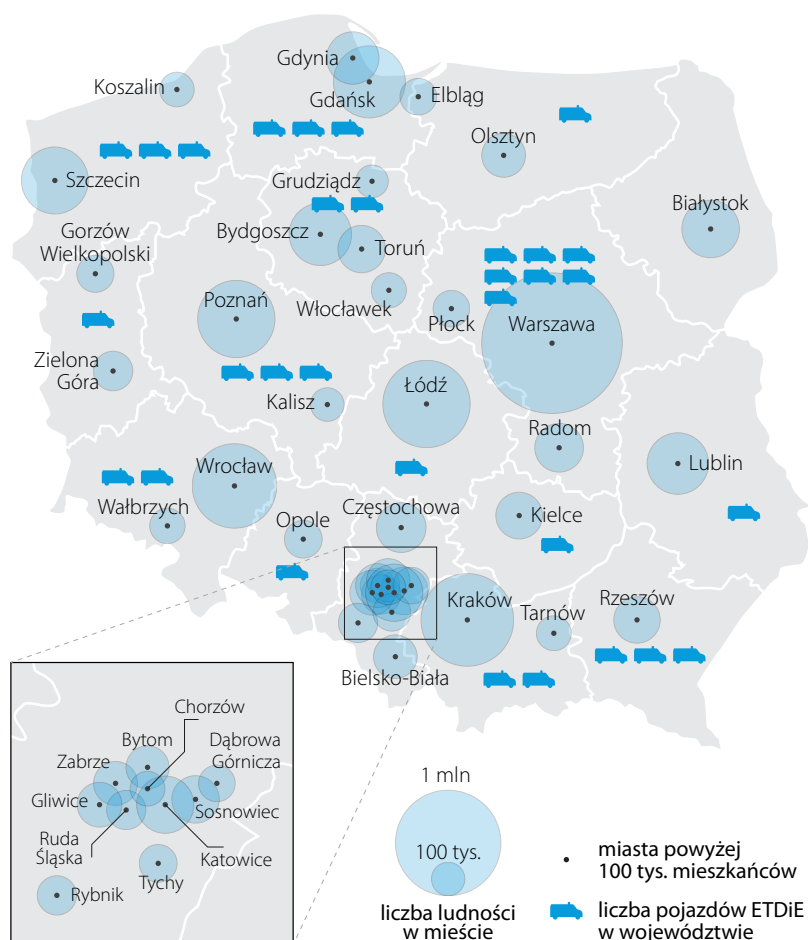 Gdynia
Koszalin
Gdańsk
Elbląg
Olsztyn
Szczecin
Grudziądz
Białystok
Gorzów
Wielkopolski
Bydgoszcz
Toruń
Poznań
Włocławek
Płock
Warszawa
Zielona
Góra
Kalisz
Łódź
Radom
Wrocław
Lublin
Wałbrzych
Opole
Częstochowa
Kielce
Kraków
Tarnów
Rzeszów
Bielsko-Biała
Chorzów
Bytom
Dąbrowa
Górnicza
Zabrze
Gliwice
Sosnowiec
Ruda
Śląska
Katowice
Tychy
Rybnik
1 mln
100 tys.
liczba ludności
w mieście
miasta powyżej
100 tys. mieszkańców
liczba pojazdów ETDiE
w województwie